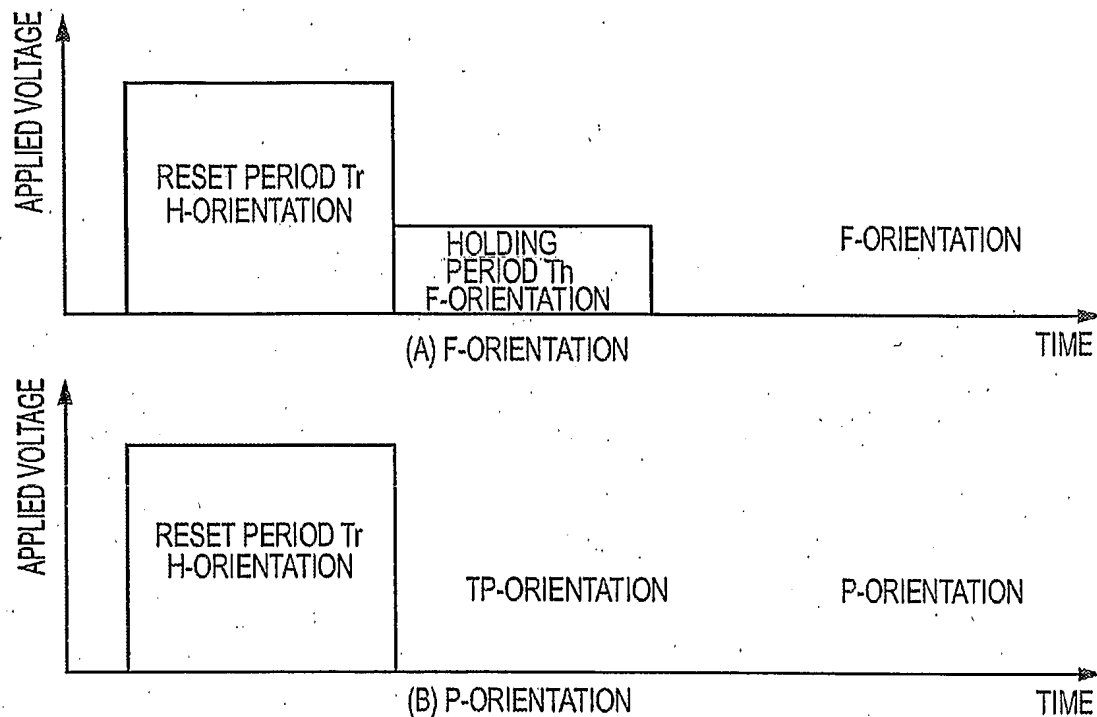 APPLIED VOLTAGE
RESET PERIOD Tr
H-ORIENTATION
HOLDING
PERIOD Th
F-ORIENTATION
F-ORIENTATION
TIME
(A) F-ORIENTATION
APPLIED VOLTAGE
RESET PERIOD Tr
H-ORIENTATION
TP-ORIENTATION
P-ORIENTATION
TIME
(B) P-ORIENTATION